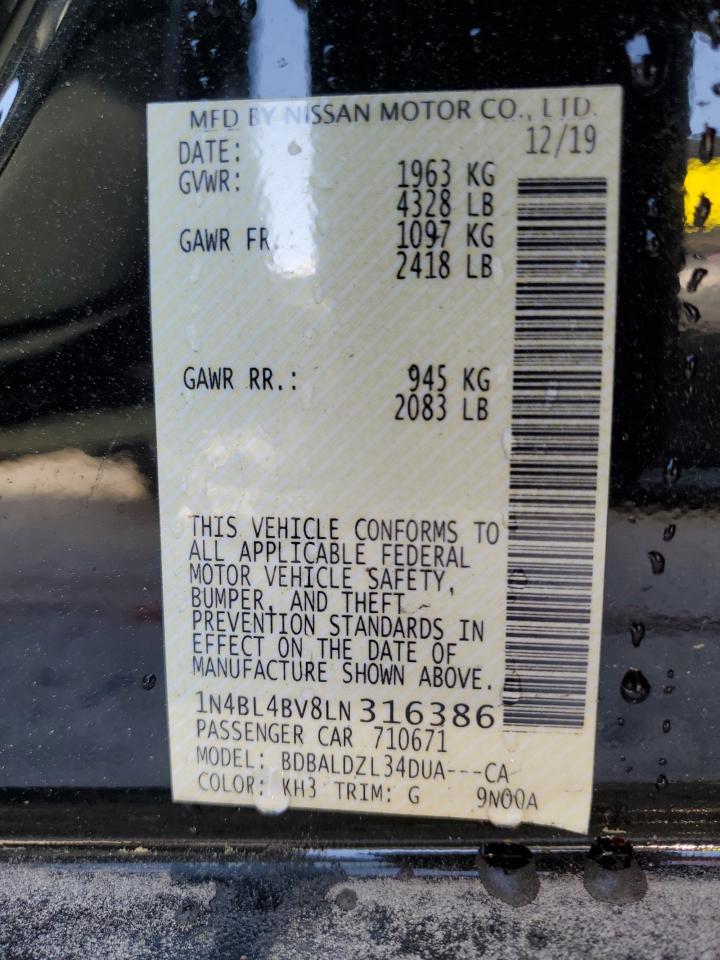 MFD BY NISSAN MOTOR CO., LTD.
DATE: 12/19
GVWR: 1963 KG
4328 LB
GAWR FR. 1097 KG
2418 LB
GAWR RR.: 945 KG
2083 LB
THIS VEHICLE CONFORMS TO
ALL APPLICABLE FEDERAL
MOTOR VEHICLE SAFETY,
BUMPER, AND THEFT
PREVENTION STANDARDS IN
EFFECT ON THE DATE OF
MANUFACTURE SHOWN ABOVE.
1N4BL4BV8LN316386
PASSENGER CAR 710671
MODEL: BDBALDZL34DUA---CA
COLOR: KH3 TRIM: G 9N00A